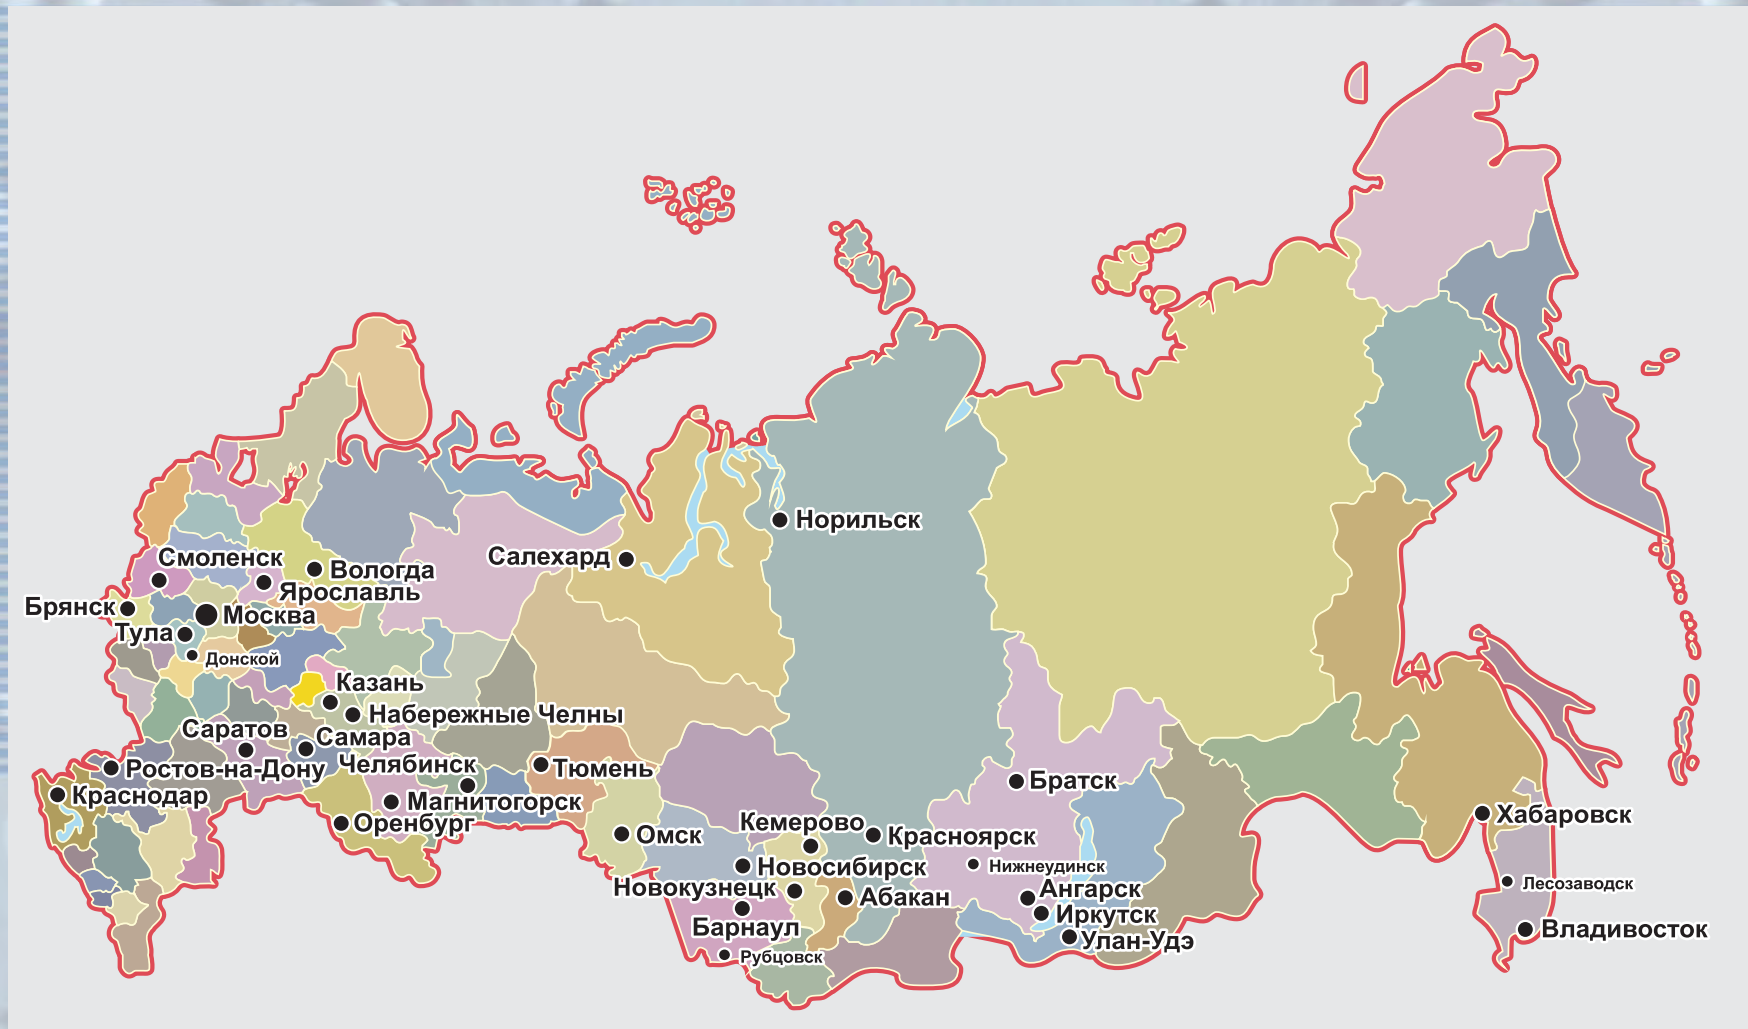 Норильск
Салехард
Смоленск
Вологда
Ярославль
Брянск
Москва
Тула
Донской
Казань
Набережные Челны
Саратов
Самара
Челябинск
Ростов-на-Дону
Тюмень
Братск
Краснодар
Магнитогорск
Хабаровск
Оренбург
Кемерово
Омск
Красноярск
Новосибирск
Нижнеудинск
Новокузнецк
Ангарск
Лесозаводск
Абакан
Иркутск
Барнаул
Владивосток
Улан-Удэ
Рубцовск